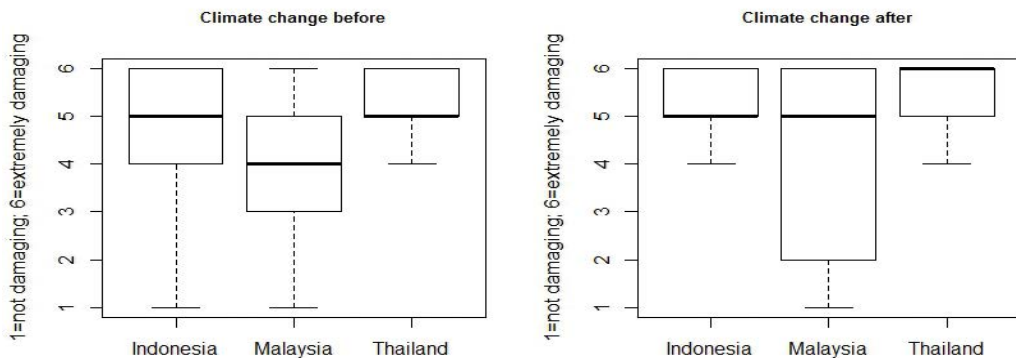 Climate change before
1=not damaging; 6=extremely damaging
6
5
4
3
2
1
Indonesia Malaysia Thailand
Climate change after
1=not damaging; 6=extremely damaging
6
5
4
3
2
1
Indonesia Malaysia Thailand